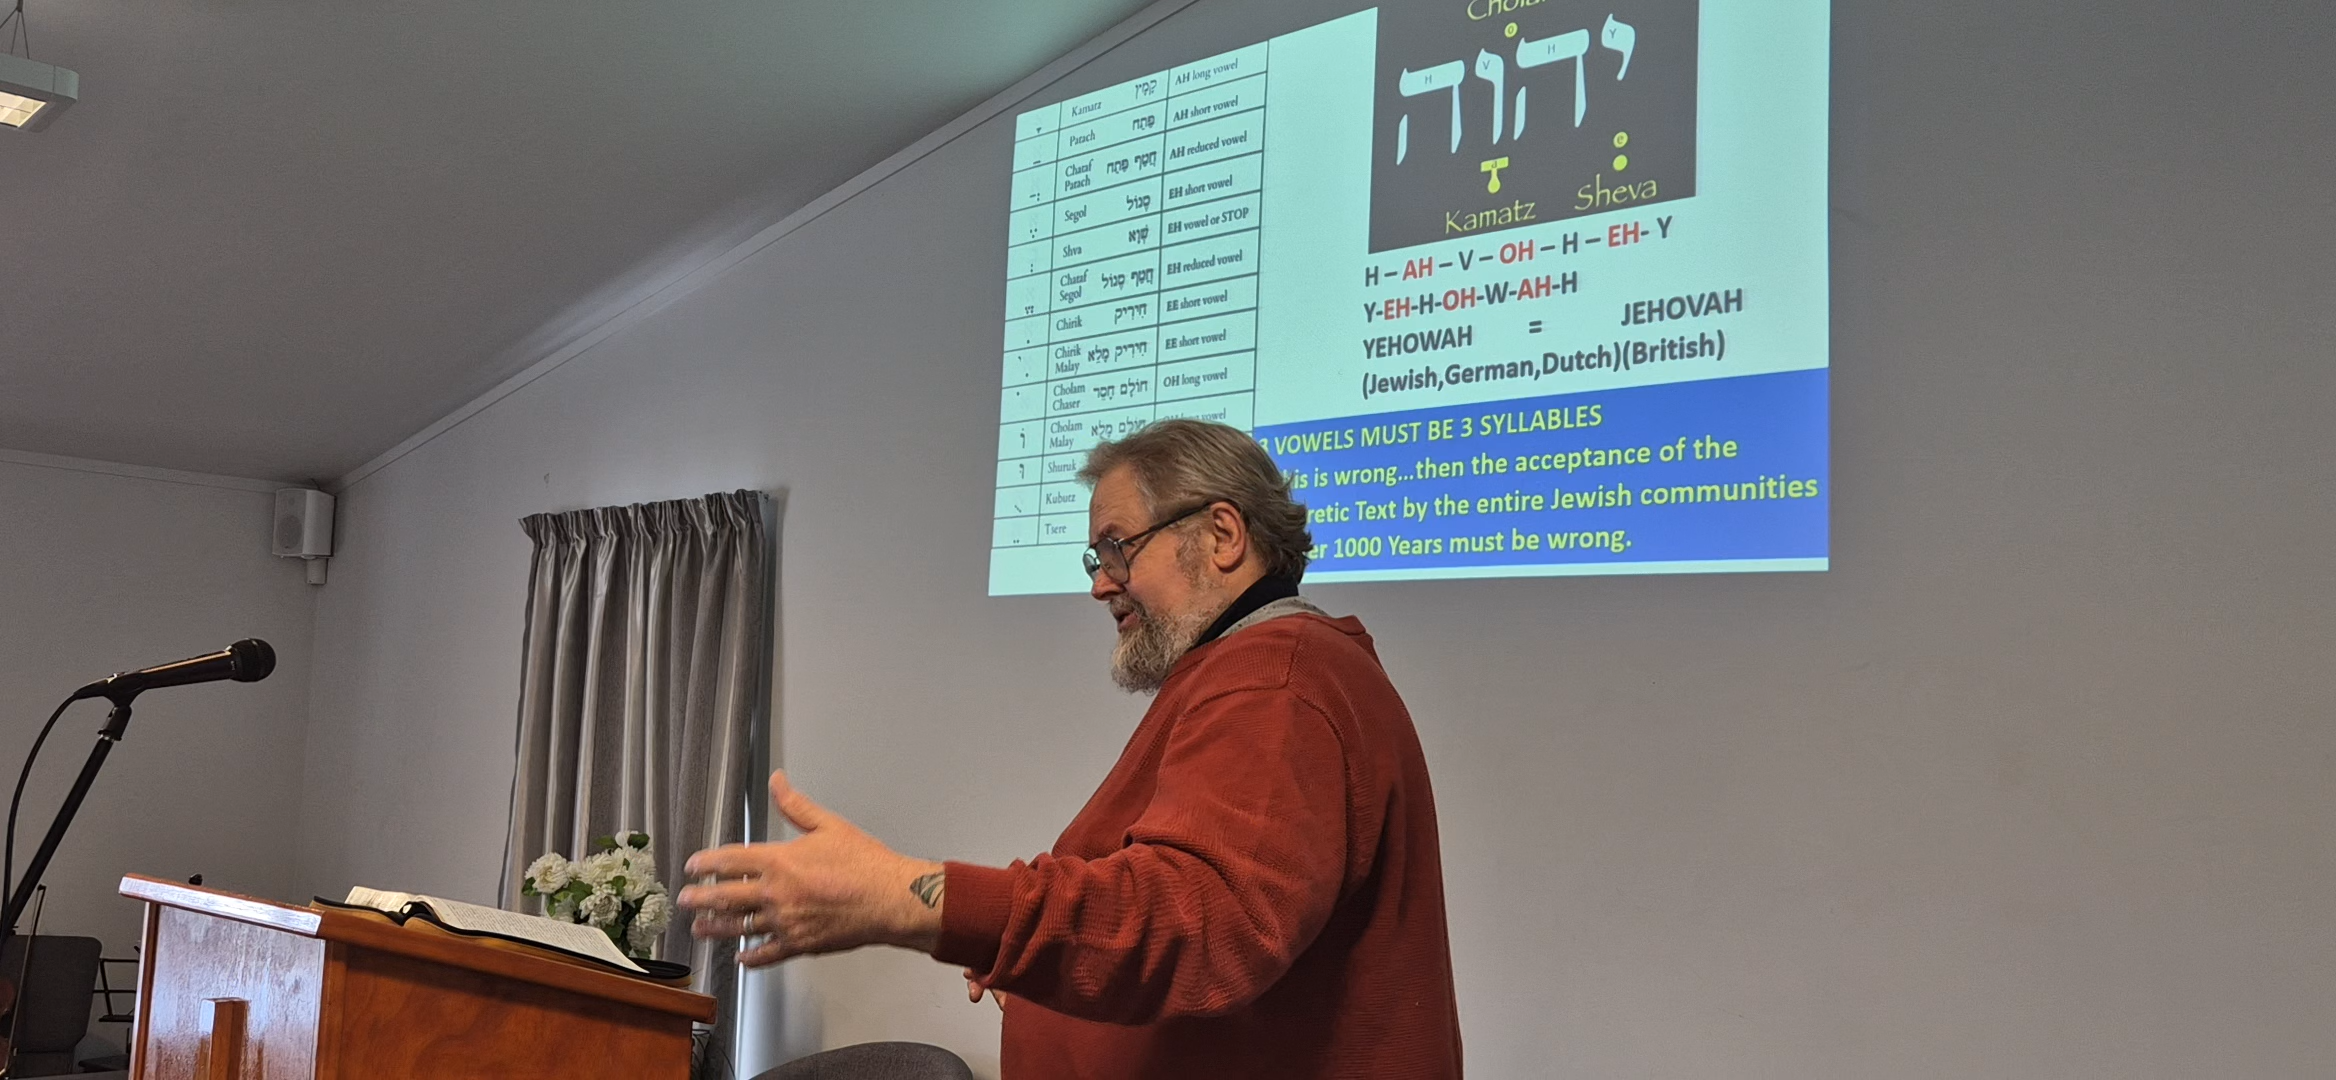 Kamatz קָמָץ AH long vowel
Patach פַּתָּח AH short vowel
Chataf Patach חֲטַף פַּתָּח AH reduced vowel
Segol סֶגוֹל EH short vowel
Shva שְׁוָא EH vowel or STOP
Chataf Segol חֲטַף סֶגוֹל EH reduced vowel
Chirik חִירִיק EE short vowel
Chirik Malay חִירִיק מָלֵא EE short vowel
Cholam Chaser חוֹלָם חָסֵר OH long vowel
Cholam Malay חוֹלָם מָלֵא vowel
Shuruk
Kubutz
Tsere
יְהֹוָה
H V H Y
Kamatz Sheva
H – AH – V – OH – H – EH- Y
Y-EH-H-OH-W-AH-H
YEHOWAH = JEHOVAH
(Jewish,German,Dutch)(British)
3 VOWELS MUST BE 3 SYLLABLES
is wrong...then the acceptance of the
Text by the entire Jewish communities
1000 Years must be wrong.